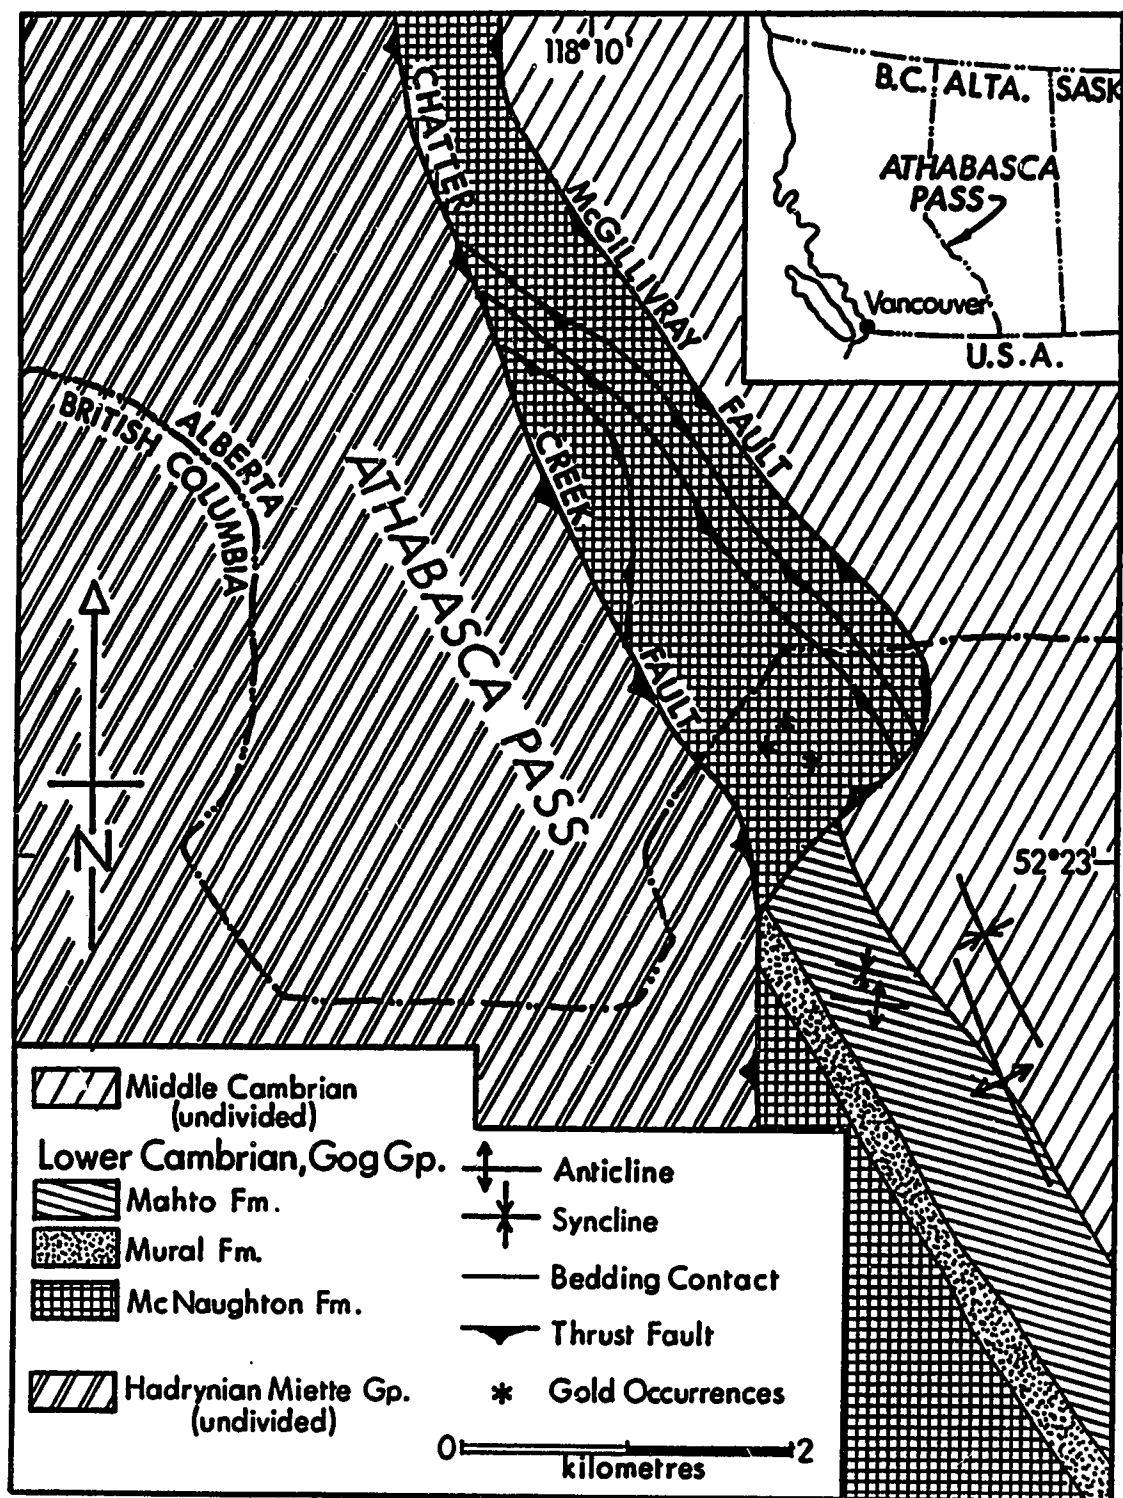 118°10'
B.C.
ALTA.
SASK
ATHABASCA
PASS
Vancouver
U.S.A.
CHATTER
CREEK
FAULT
McGILLIVRAY
FAULT
ALBERTA
BRITISH COLUMBIA
ATHABASCA PASS
N
52°23'
Middle Cambrian
(undivided)
Lower Cambrian, Gog Gp.
Mahto Fm.
Mural Fm.
McNaughton Fm.
Hadrynian Miette Gp.
(undivided)
Anticline
Syncline
Bedding Contact
Thrust Fault
Gold Occurrences
0 2
kilometres